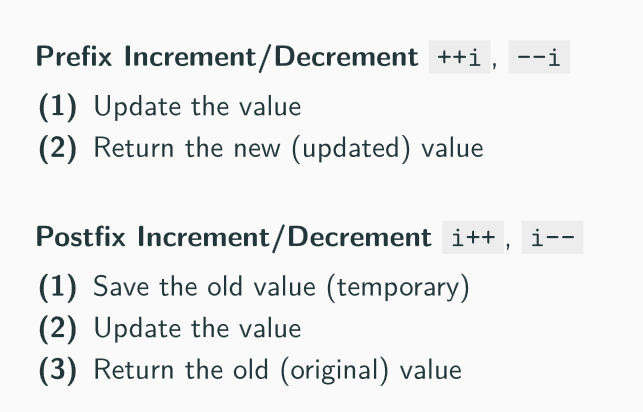 Prefix Increment/Decrement ++i, --i
(1) Update the value
(2) Return the new (updated) value
Postfix Increment/Decrement i++, i--
(1) Save the old value (temporary)
(2) Update the value
(3) Return the old (original) value